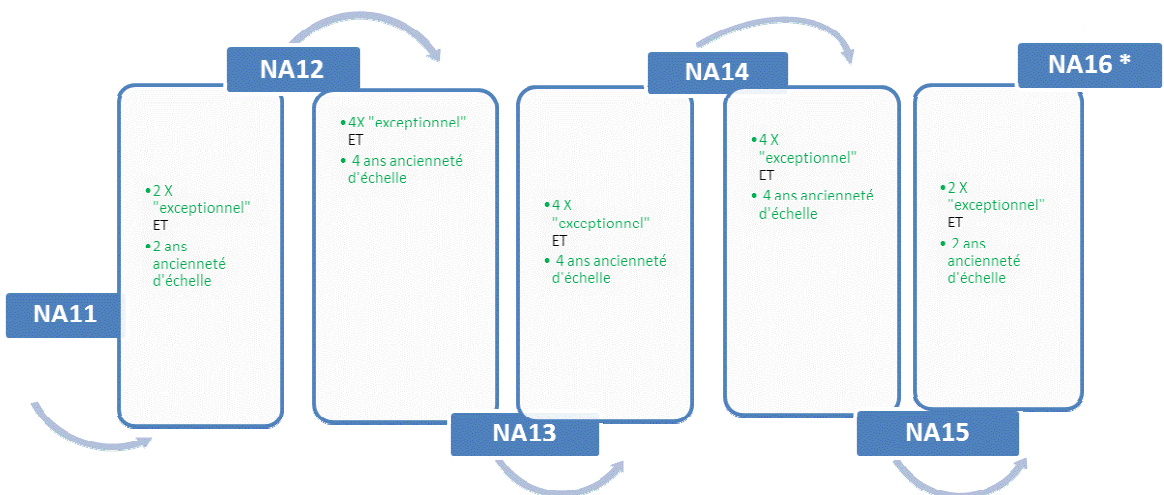 NA11
•2 X
"exceptionnel"
ET
•2 ans
ancienneté
d'échelle
NA12
•4X "exceptionnel"
ET
• 4 ans ancienneté
d'échelle
NA13
•4 X
"exceptionnel"
ET
• 4 ans ancienneté
d'échelle
NA14
•4 X
"exceptionnel"
ET
• 4 ans ancienneté
d'échelle
NA15
•2 X
"exceptionnel"
ET
• 2 ans
ancienneté
d'échelle
NA16 *